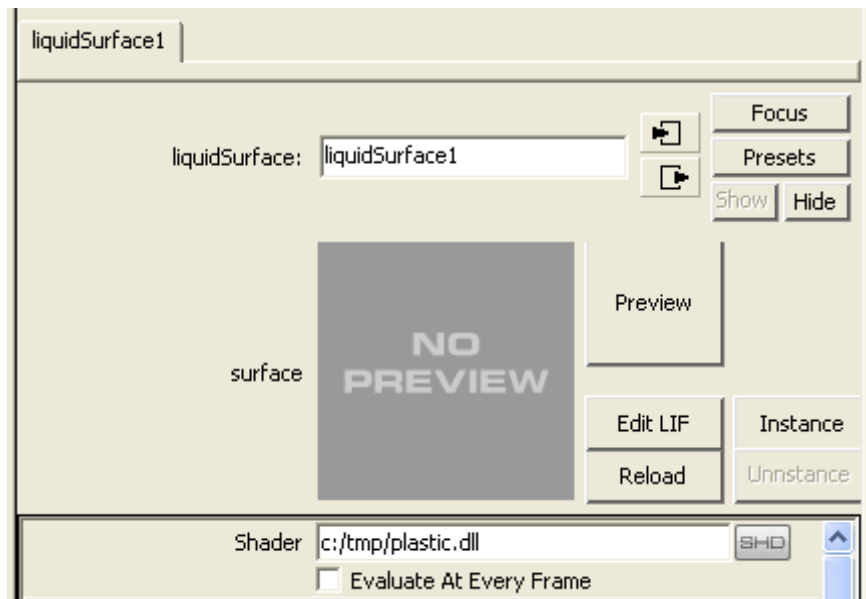 liquidSurface1
Focus
liquidSurface: liquidSurface1
Presets
Show Hide
Preview
NO
PREVIEW
surface
Edit LIF Instance
Reload Unnstance
Shader c:/tmp/plastic.dll SHD
Evaluate At Every Frame